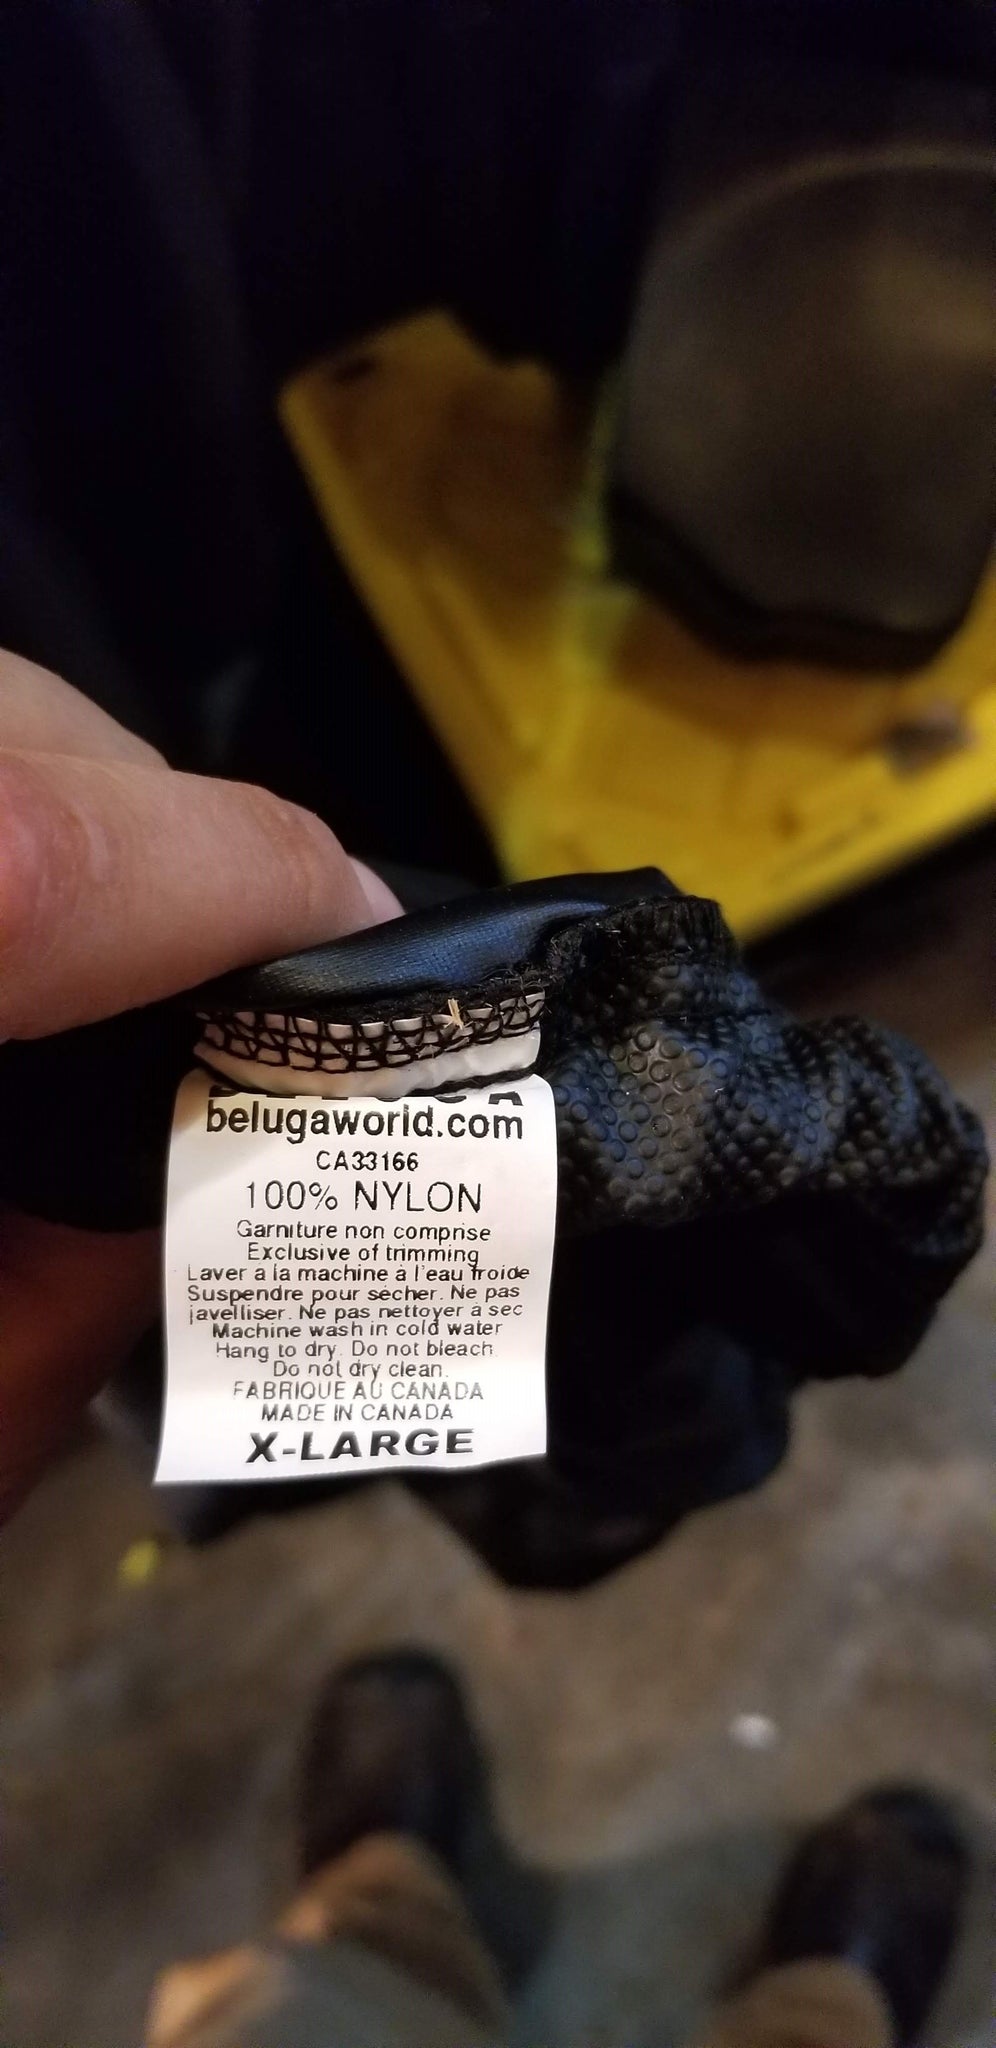 belugaworld.com
CA33166
100% NYLON
Garniture non comprise
Exclusive of trimming
Laver à la machine à l'eau froide
Suspendre pour sécher. Ne pas
javelliser. Ne pas nettoyer à sec
Machine wash in cold water
Hang to dry. Do not bleach.
Do not dry clean.
FABRIQUE AU CANADA
MADE IN CANADA
X-LARGE